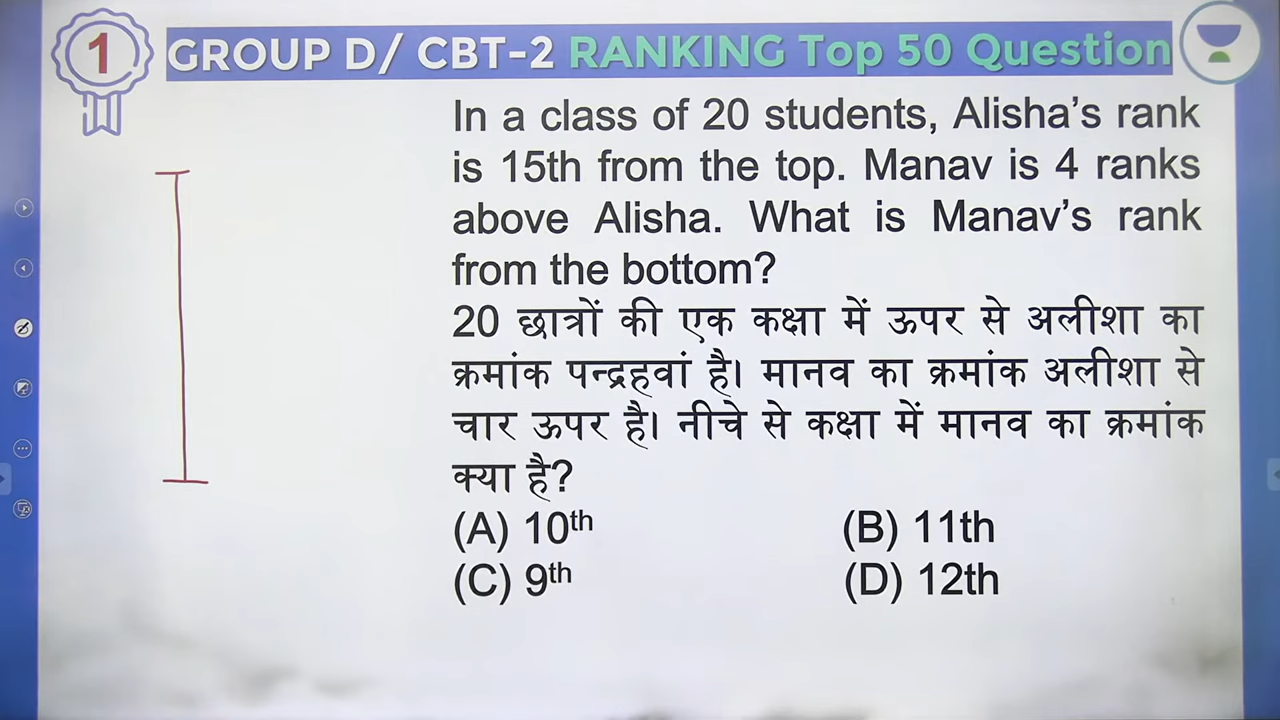 1
GROUP D/ CBT-2 RANKING Top 50 Question
In a class of 20 students, Alisha’s rank
is 15th from the top. Manav is 4 ranks
above Alisha. What is Manav’s rank
from the bottom?
20 छात्रों की एक कक्षा में ऊपर से अलीशा का
क्रमांक पन्द्रहवां है। मानव का क्रमांक अलीशा से
चार ऊपर है। नीचे से कक्षा में मानव का क्रमांक
क्या है?
(A) 10th (B) 11th
(C) 9th (D) 12th